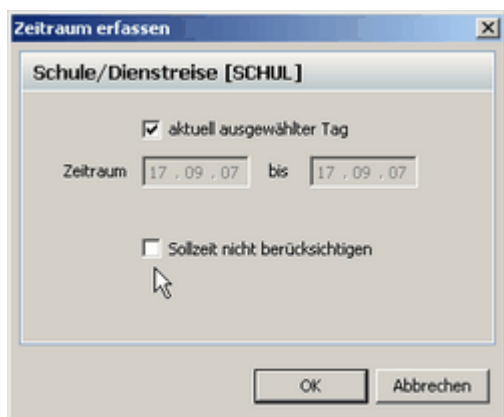 Zeitraum erfassen
Schule/Dienstreise [SCHUL]
aktuell ausgewählter Tag
Zeitraum 17 . 09 . 07 bis 17 . 09 . 07
Sollzeit nicht berücksichtigen
OK Abbrechen